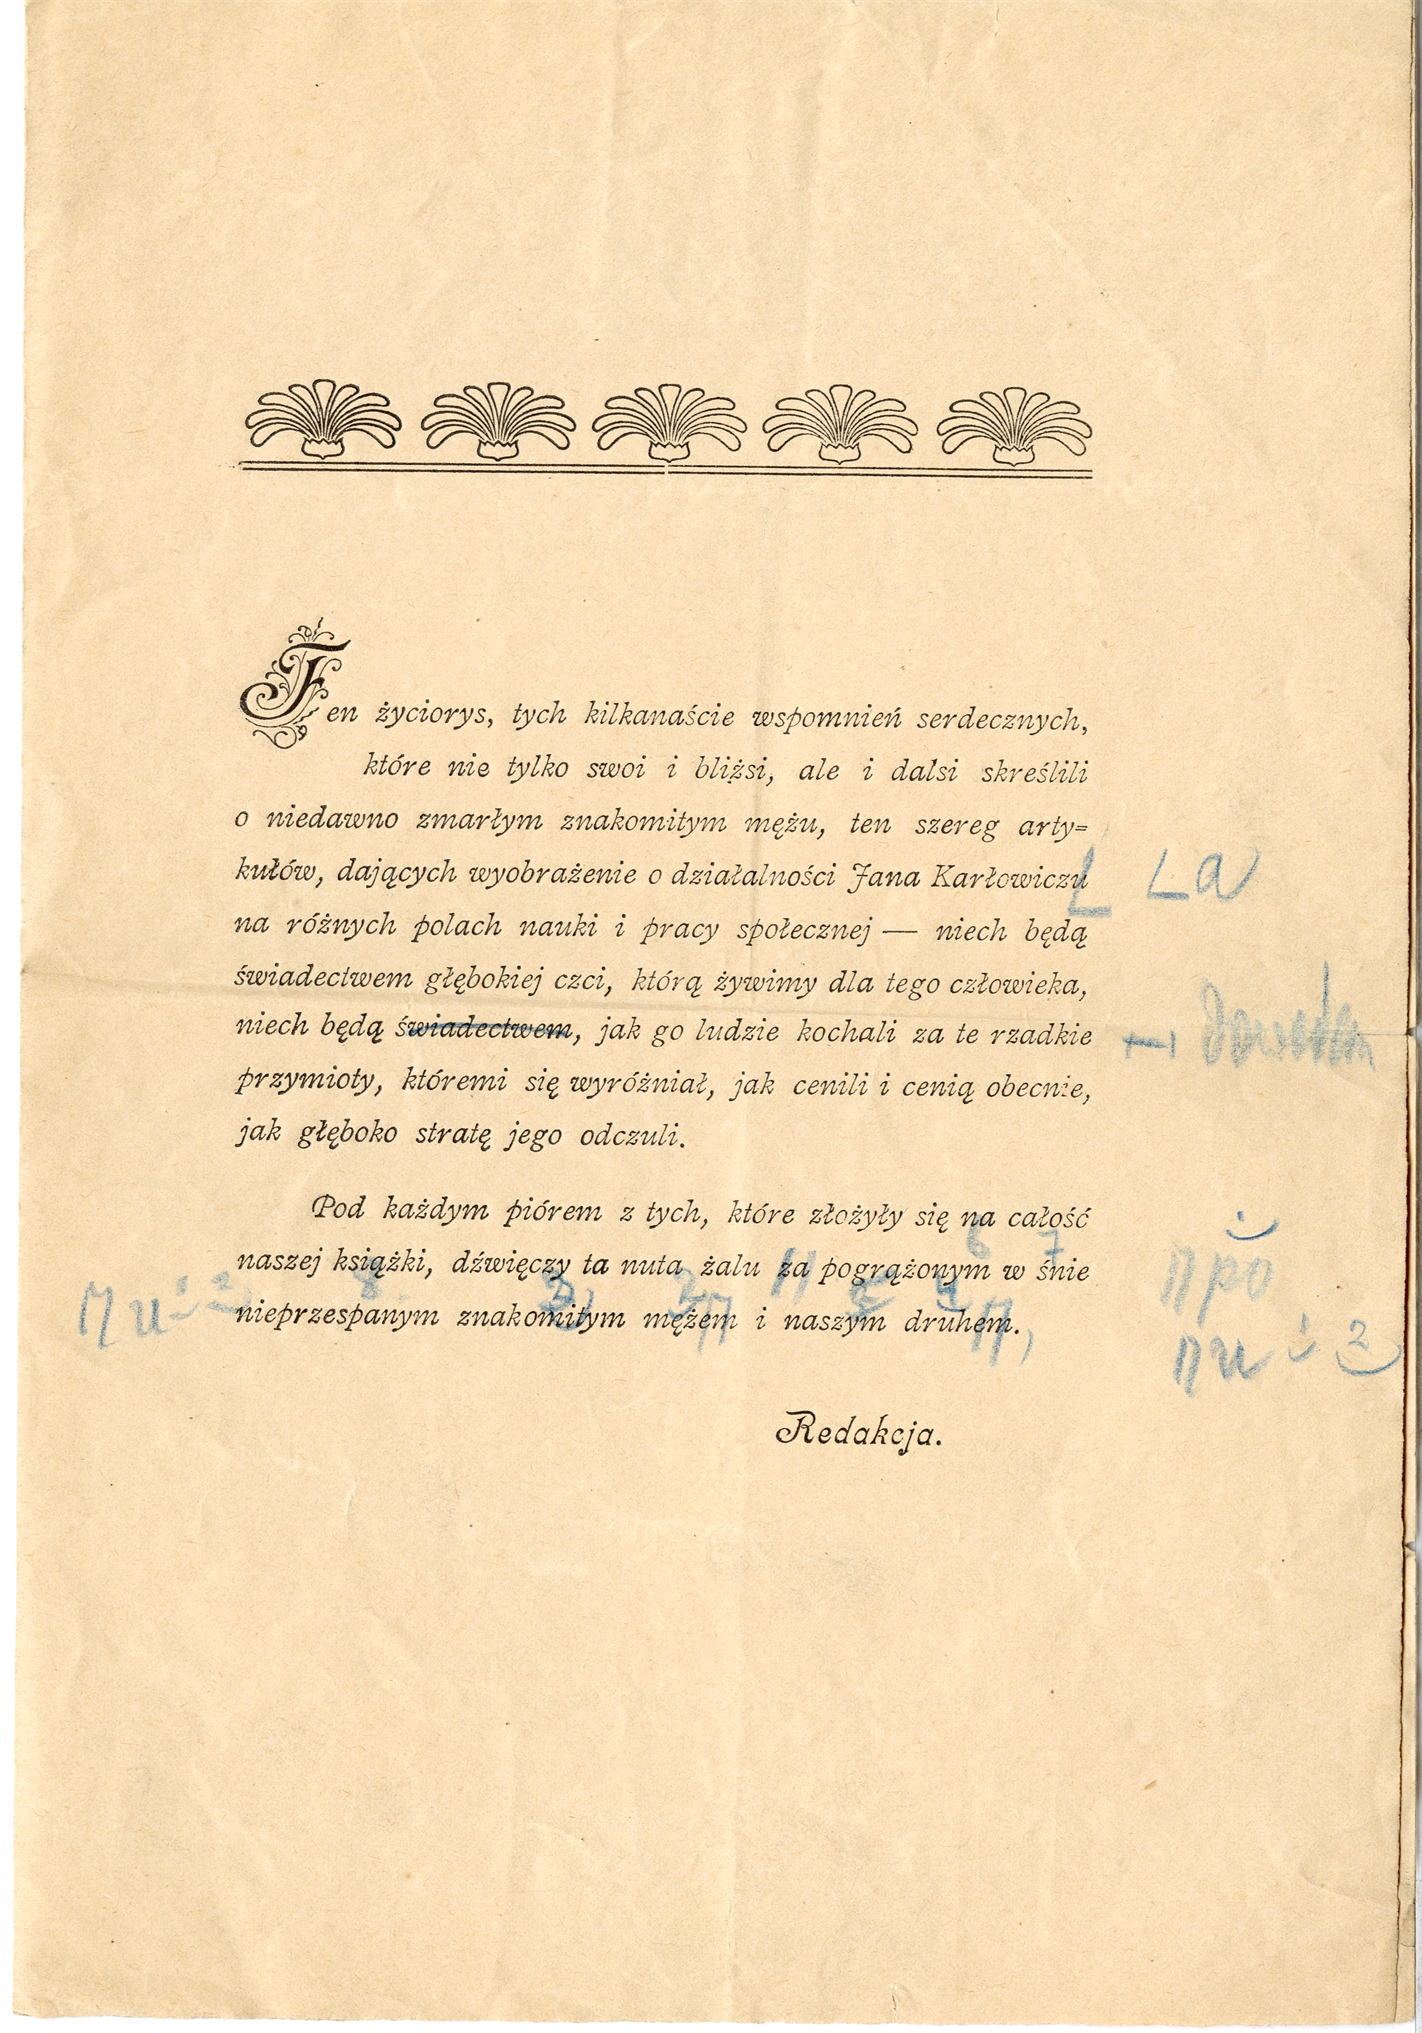 Ten życiorys, tych kilkanaście wspomnień serdecznych,
które nie tylko swoi i bliźsi, ale i dalsi skreślili
o niedawno zmarłym znakomitym mężu, ten szereg arty=
kułów, dających wyobrażenie o działalności Jana Karłowiczu
L a
na różnych polach nauki i pracy społecznej — niech będą
świadectwem głębokiej czci, którą żywimy dla tego człowieka,
niech będą świadectwem, jak go ludzie kochali za te rzadkie
dowodem
przymioty, któremi się wyróżniał, jak cenili i cenią obecnie,
jak głęboko stratę jego odczuli.
Pod każdym piórem z tych, które złożyły się na całość
naszej książki, dźwięczy ta nuta żalu za pogrążonym w śnie
nieprzespanym znakomitym mężem i naszym druhem.
Redakcja.